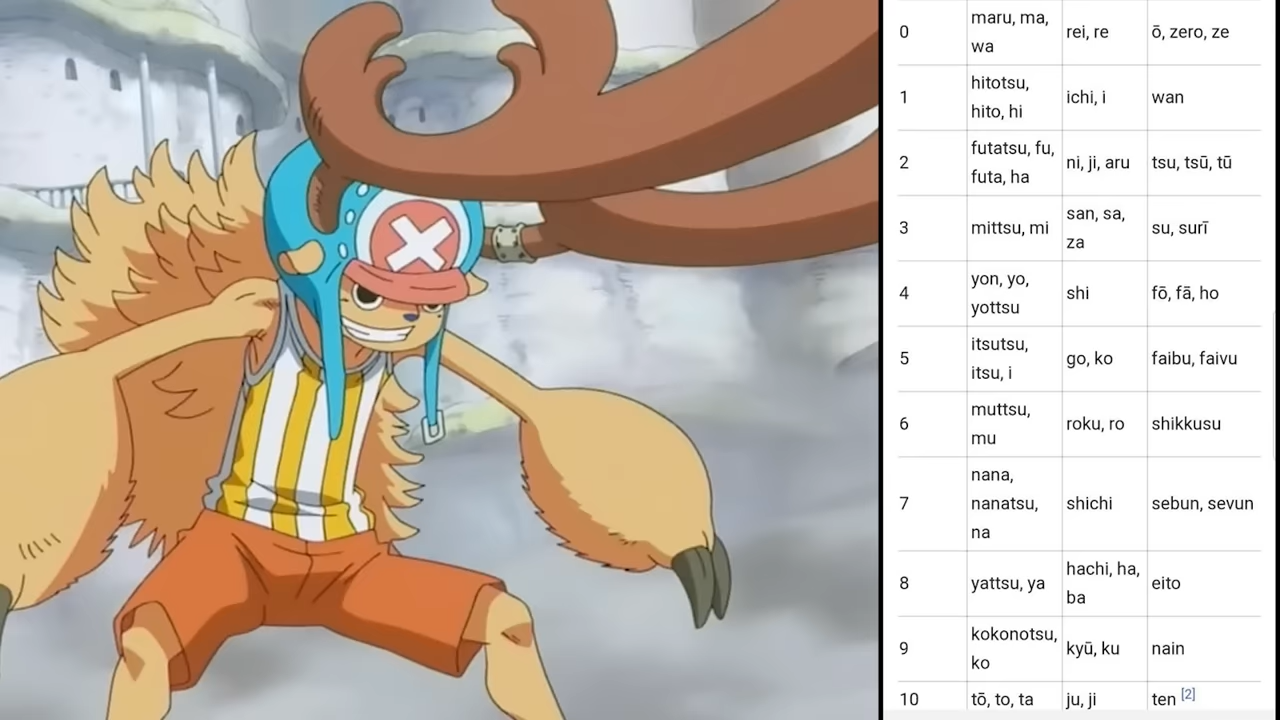 0 maru, ma, wa rei, re ō, zero, ze
1 hitotsu, hito, hi ichi, i wan
2 futatsu, fu, futa, ha ni, ji, aru tsu, tsū, tū
3 mittsu, mi san, sa, za su, surī
4 yon, yo, yottsu shi fō, fā, ho
5 itsutsu, itsu, i go, ko faibu, faivu
6 muttsu, mu roku, ro shikkusu
7 nana, nanatsu, na shichi sebun, sevun
8 yattsu, ya hachi, ha, ba eito
9 kokonotsu, ko kyū, ku nain
10 tō, to, ta ju, ji ten [2]